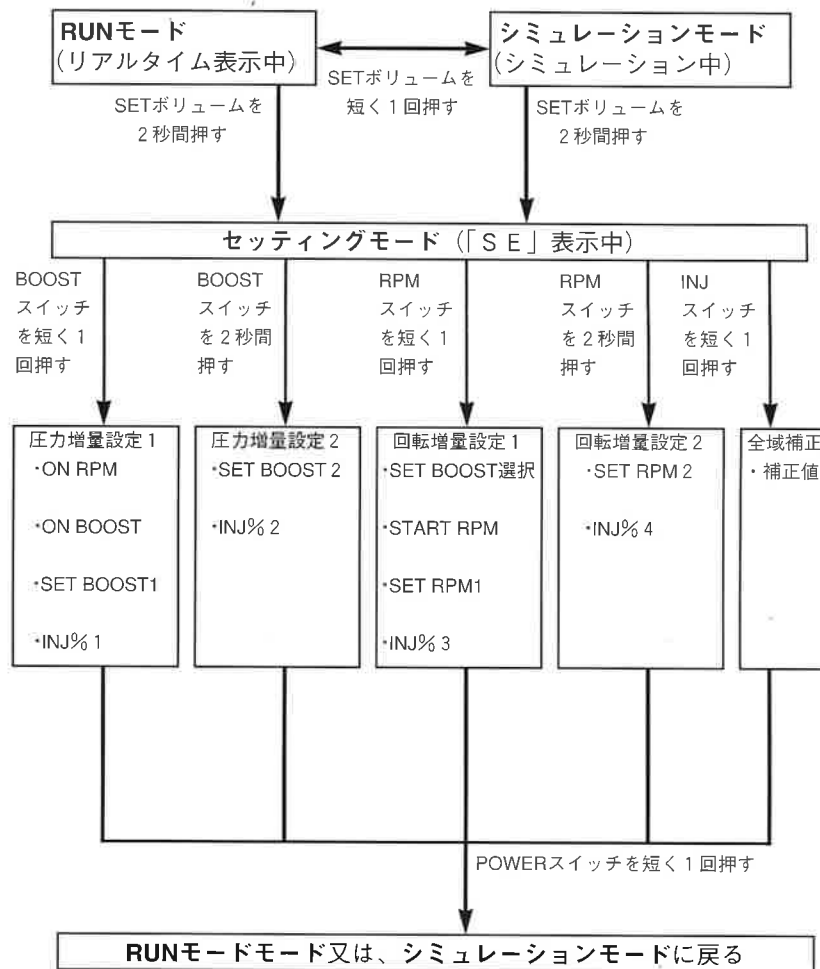 RUNモード
(リアルタイム表示中)
シミュレーションモード
(シミュレーション中)
SETボリュームを
短く1回押す
SETボリュームを
2秒間押す
SETボリュームを
2秒間押す
セッティングモード(「SE」表示中)
BOOST
スイッチ
を短く1
回押す
BOOST
スイッチ
を2秒間
押す
RPM
スイッチ
を短く1
回押す
RPM
スイッチ
を2秒間
押す
INJ
スイッチ
を短く1
回押す
圧力増量設定1
・ON RPM
・ON BOOST
・SET BOOST1
・INJ%1
圧力増量設定2
・SET BOOST2
・INJ%2
回転増量設定1
・SET BOOST選択
・START RPM
・SET RPM1
・INJ%3
回転増量設定2
・SET RPM2
・INJ%4
全域補正
・補正値
POWERスイッチを短く1回押す
RUNモードモード又は、シミュレーションモードに戻る